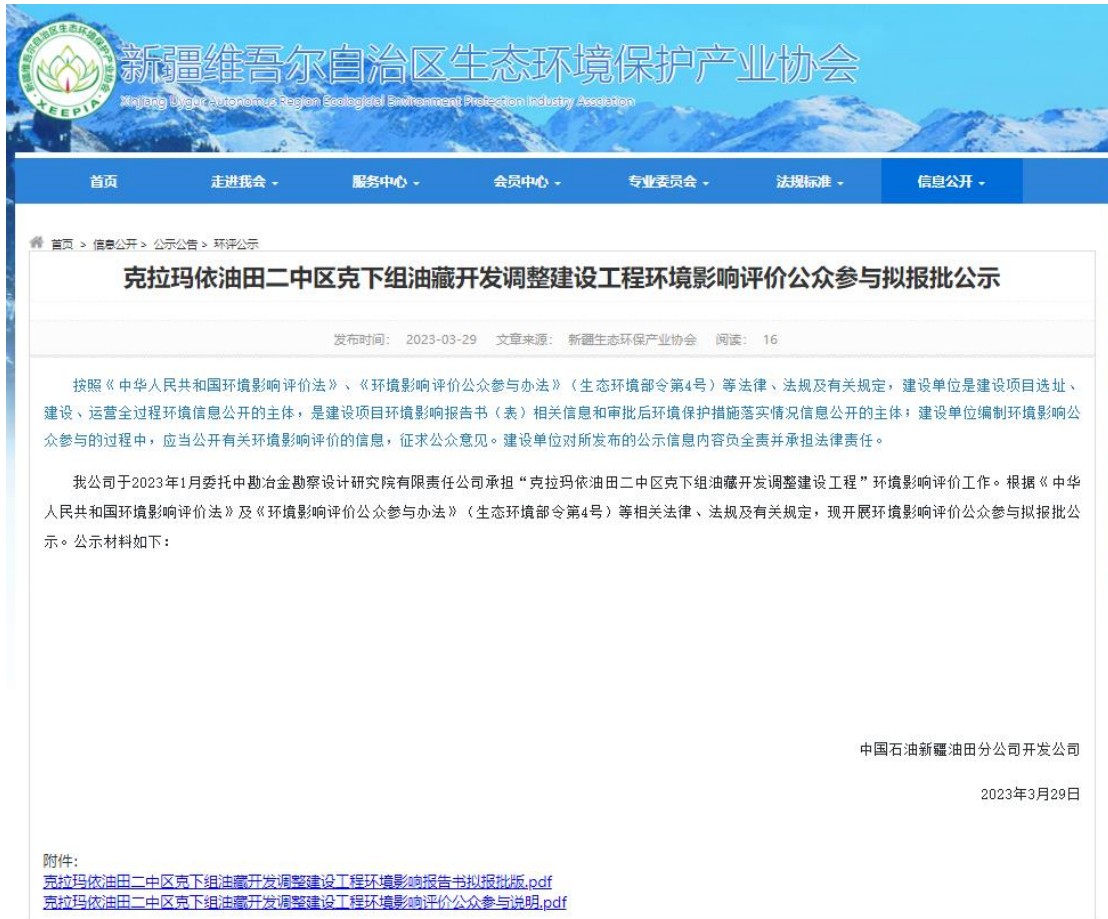 新疆维吾尔自治区生态环境保护产业协会
Xinjiang Uygur Autonomous Region Ecological Environment Protection Industry Assciation
XEEPIA
首页 走进我会 服务中心 会员中心 专业委员会 法规标准 信息公开
首页 > 信息公开 > 公示公告 > 环评公示
克拉玛依油田二中区克下组油藏开发调整建设工程环境影响评价公众参与拟报批公示
发布时间: 2023-03-29 文章来源: 新疆生态环保产业协会 阅读: 16
按照《中华人民共和国环境影响评价法》、《环境影响评价公众参与办法》（生态环境部令第4号）等法律、法规及有关规定，建设单位是建设项目选址、
建设、运营全过程环境信息公开的主体，是建设项目环境影响报告书（表）相关信息和审批后环境保护措施落实情况信息公开的主体；建设单位编制环境影响公
众参与的过程中，应当公开有关环境影响评价的信息，征求公众意见。建设单位对所发布的公示信息内容负全责并承担法律责任。
我公司于2023年1月委托中勘冶金勘察设计研究院有限责任公司承担“克拉玛依油田二中区克下组油藏开发调整建设工程”环境影响评价工作。根据《中华
人民共和国环境影响评价法》及《环境影响评价公众参与办法》（生态环境部令第4号）等相关法律、法规及有关规定，现开展环境影响评价公众参与拟报批公
示。公示材料如下：
中国石油新疆油田分公司开发公司
2023年3月29日
附件:
克拉玛依油田二中区克下组油藏开发调整建设工程环境影响报告书拟报批版.pdf
克拉玛依油田二中区克下组油藏开发调整建设工程环境影响评价公众参与说明.pdf